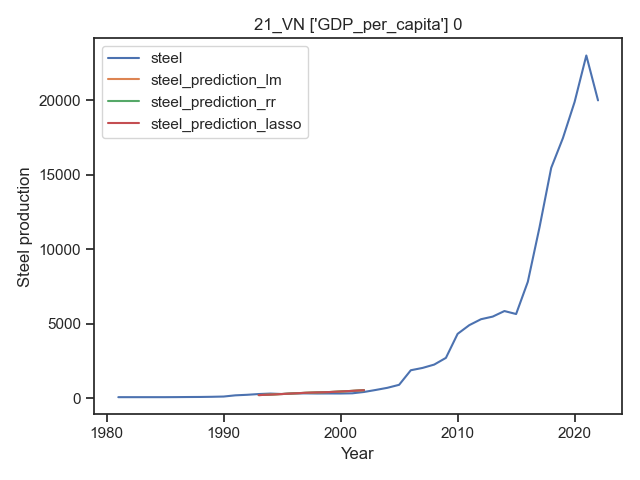 21_VN ['GDP_per_capita'] 0
steel
steel_prediction_lm
steel_prediction_rr
steel_prediction_lasso
Steel production
20000
15000
10000
5000
0
1980
1990
2000
2010
2020
Year